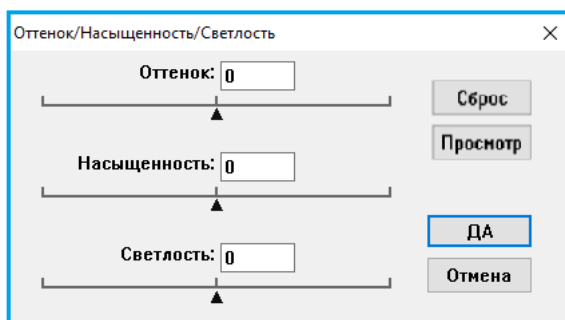 Оттенок/Насыщенность/Светлость
Оттенок: 0
Сброс
Просмотр
Насыщенность: 0
ДА
Светлость: 0
Отмена